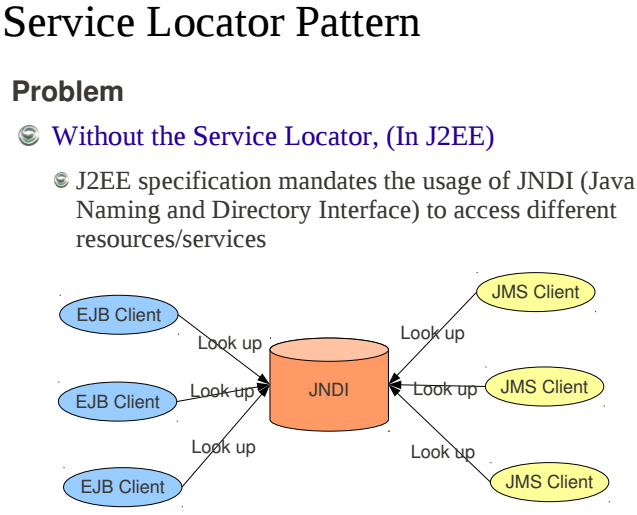 Service Locator Pattern
Problem
Without the Service Locator, (In J2EE)
J2EE specification mandates the usage of JNDI (Java
Naming and Directory Interface) to access different
resources/services
EJB Client
Look up
EJB Client
Look up
EJB Client
Look up
JNDI
JMS Client
Look up
JMS Client
Look up
JMS Client
Look up